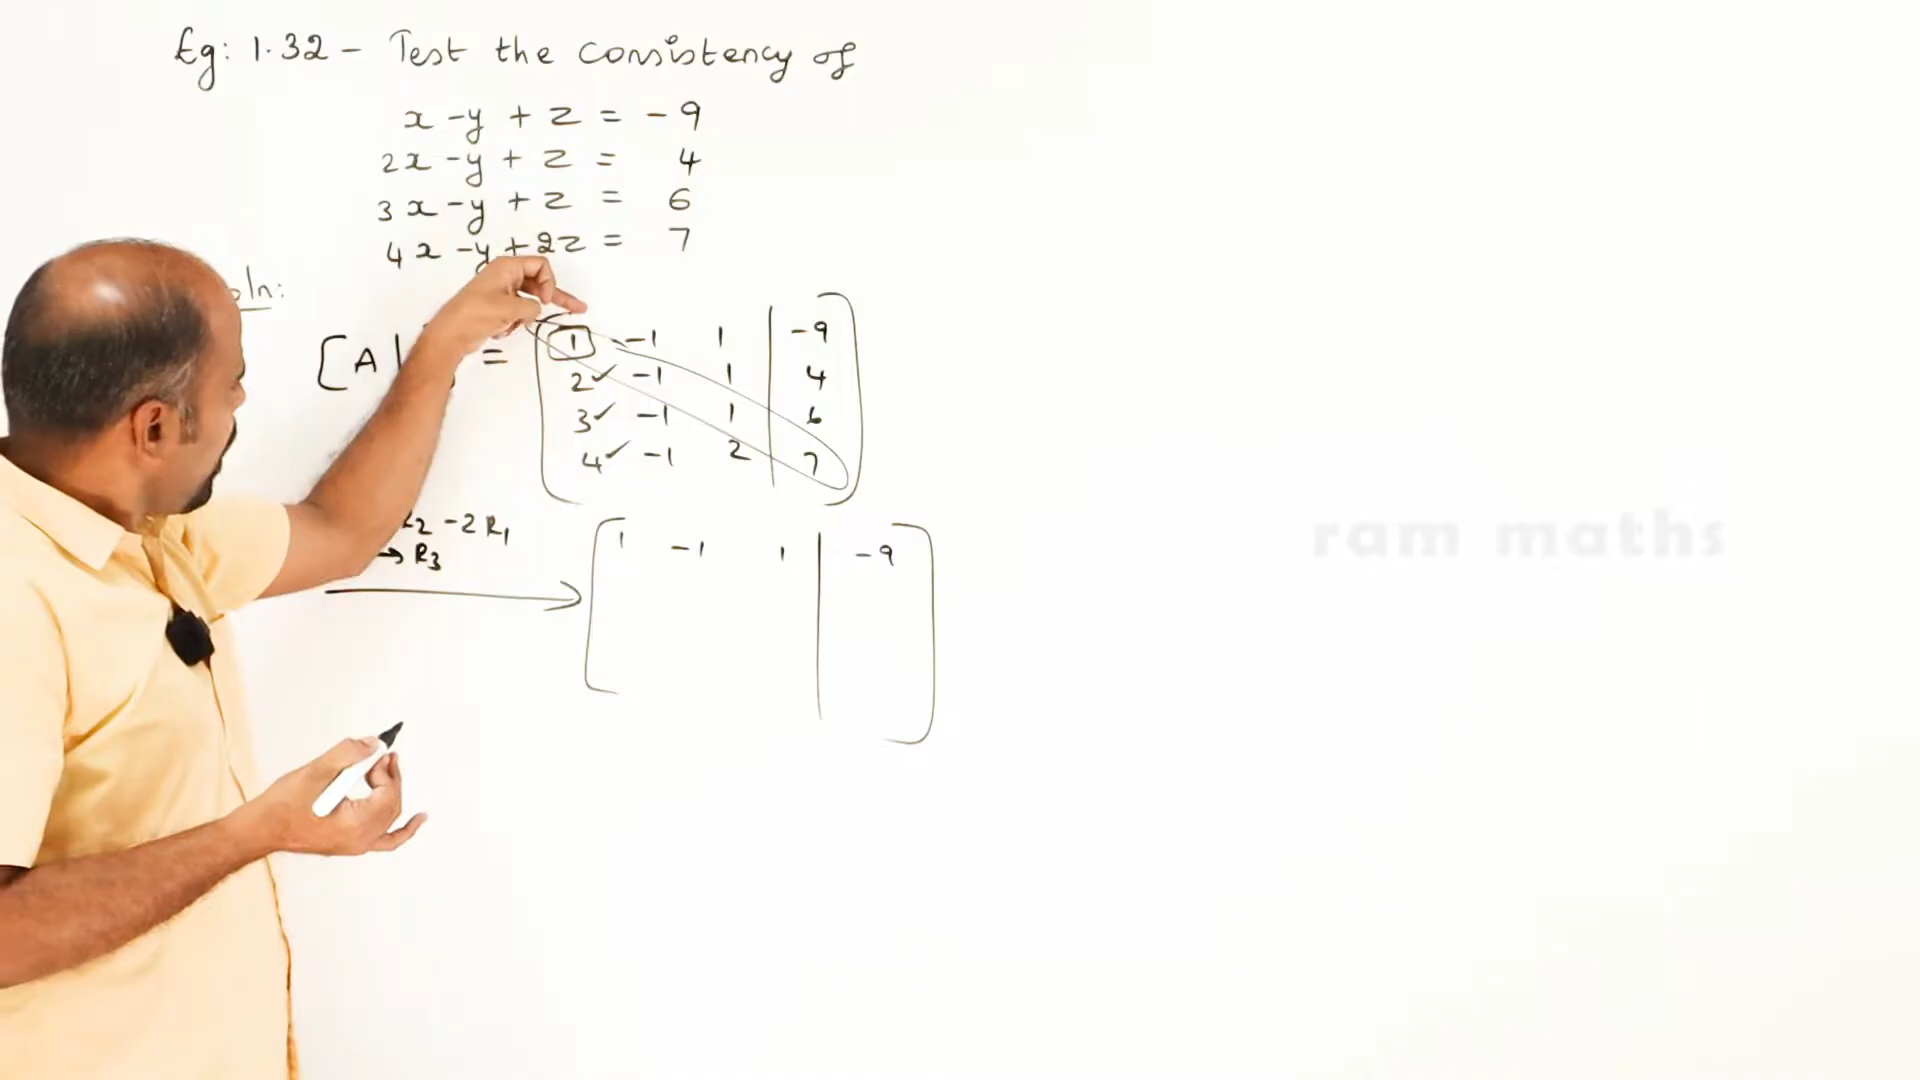 Eg: 1.32 - Test the consistency of
x - y + z = - 9
2x - y + z = 4
3x - y + z = 6
4x - y + 2z = 7
oln:
[A| =
1 -1 1 | -9
2✓ -1 1 | 4
3✓ -1 1 | 6
4✓ -1 2 | 7
R2 - 2R1
→ R3
1 -1 1 | -9
ram maths